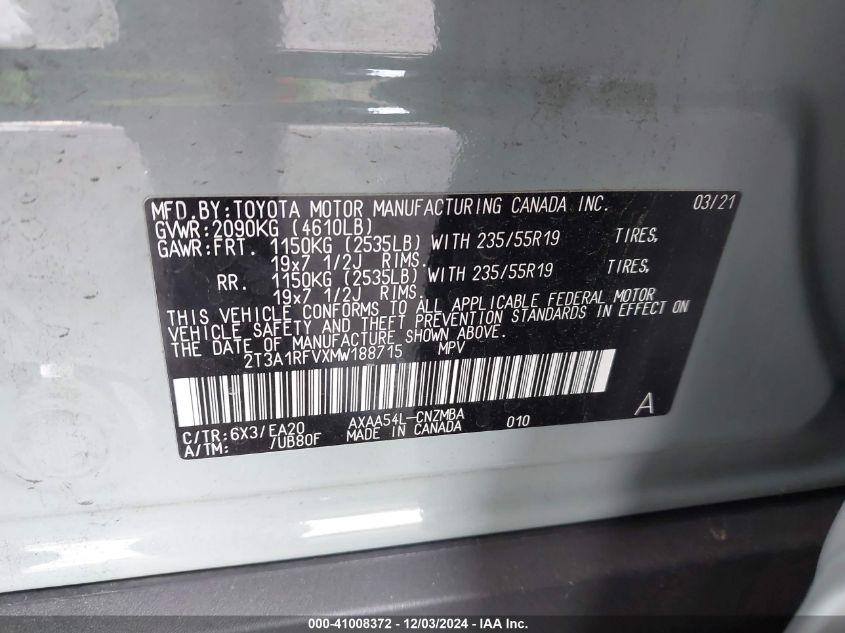 MFD.BY:TOYOTA MOTOR MANUFACTURING CANADA INC. 03/21
GVWR:2090KG (4610LB)
GAWR:FRT. 1150KG (2535LB) WITH 235/55R19 TIRES,
19x7 1/2J RIMS.
RR. 1150KG (2535LB) WITH 235/55R19 TIRES,
19x7 1/2J RIMS.
THIS VEHICLE CONFORMS TO ALL APPLICABLE FEDERAL MOTOR
VEHICLE SAFETY AND THEFT PREVENTION STANDARDS IN EFFECT ON
THE DATE OF MANUFACTURE SHOWN ABOVE.
2T3A1RFVXMW188715 MPV
C/TR:6X3/EA20 AXAA54L-CNZMBA 010 A
A/TM: /UB80F MADE IN CANADA
000-41008372 - 12/03/2024 - IAA Inc.